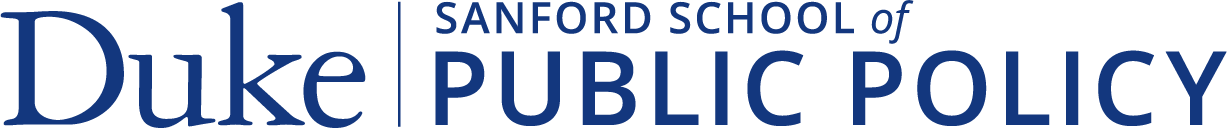 Duke
SANFORD SCHOOL of
PUBLIC POLICY